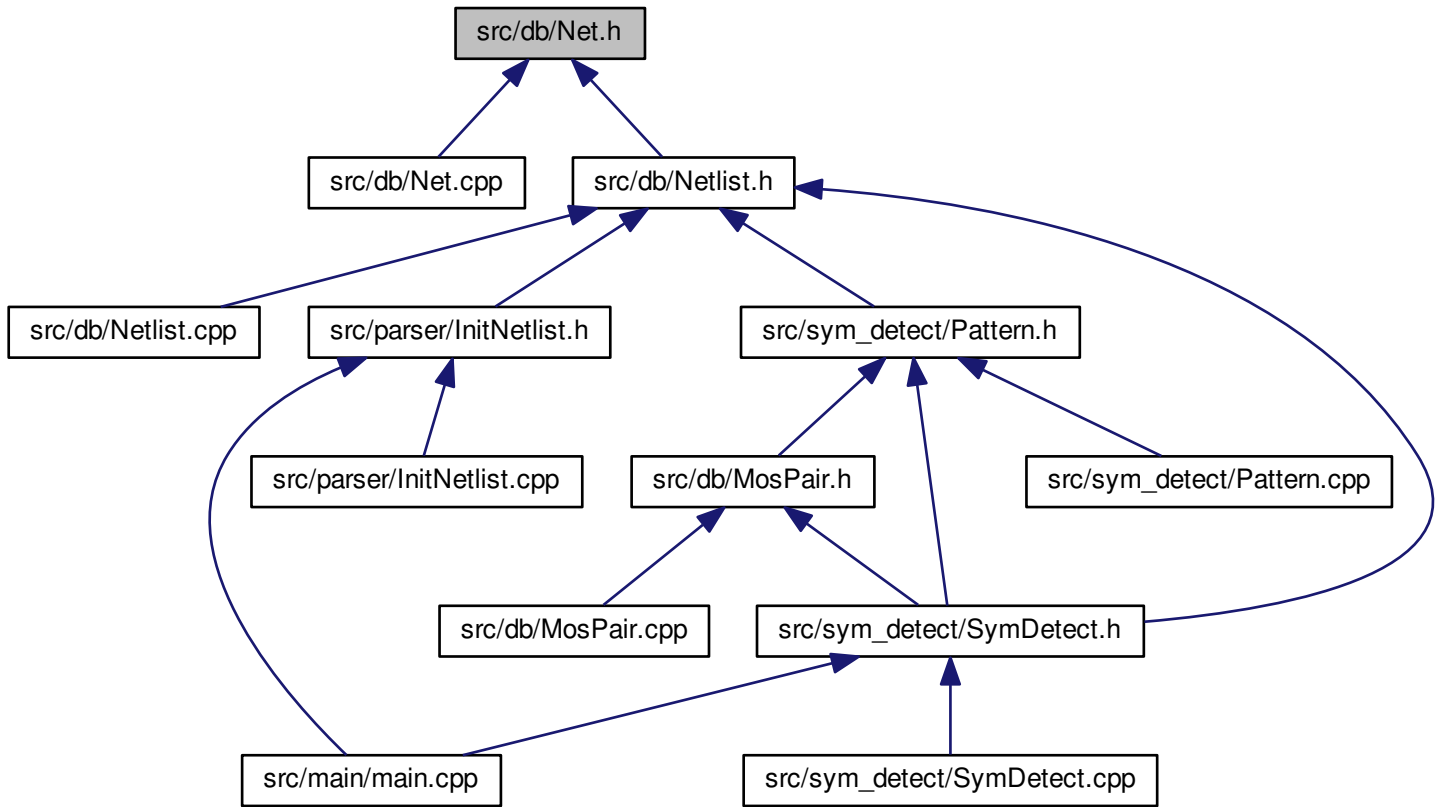 src/db/Net.h
src/db/Net.cpp
src/db/Netlist.h
src/db/Netlist.cpp
src/parser/InitNetlist.h
src/sym_detect/Pattern.h
src/parser/InitNetlist.cpp
src/db/MosPair.h
src/sym_detect/Pattern.cpp
src/db/MosPair.cpp
src/sym_detect/SymDetect.h
src/main/main.cpp
src/sym_detect/SymDetect.cpp